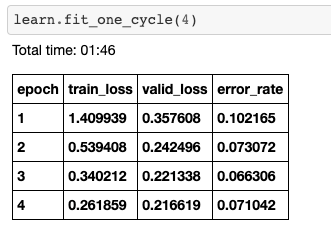 learn.fit_one_cycle(4)
Total time: 01:46
epoch train_loss valid_loss error_rate
1 1.409939 0.357608 0.102165
2 0.539408 0.242496 0.073072
3 0.340212 0.221338 0.066306
4 0.261859 0.216619 0.071042